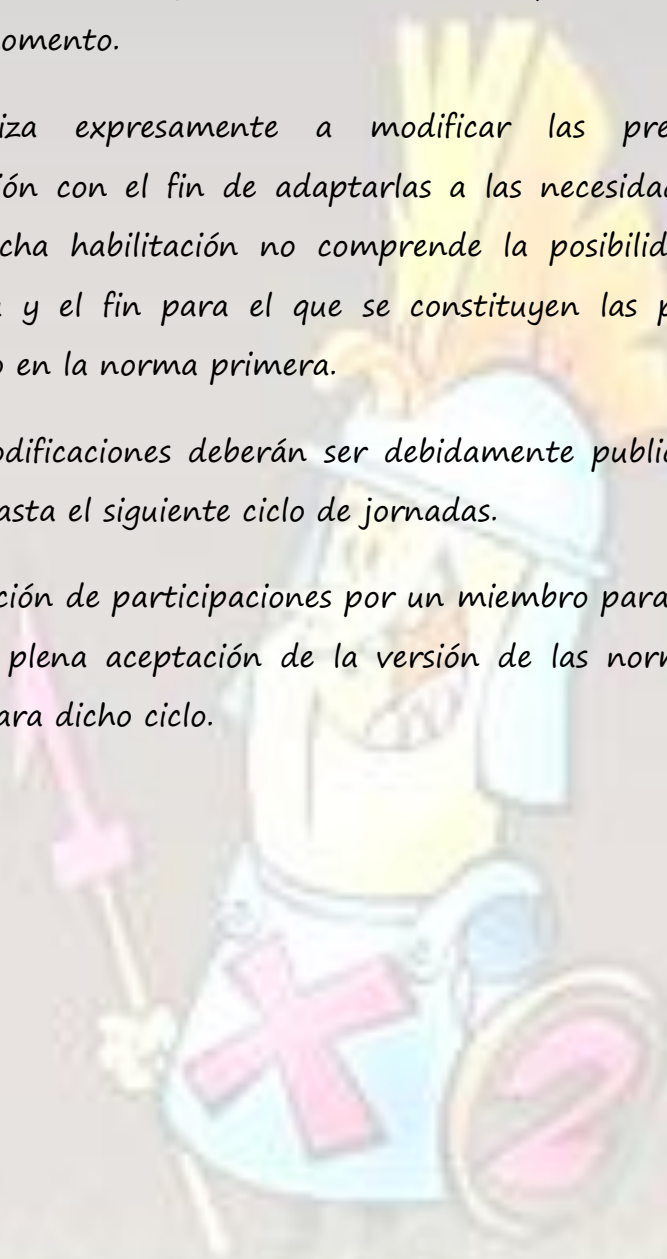 omento.
iza expresamente a modificar las pre
ión con el fin de adaptarlas a las necesidad
cha habilitación no comprende la posibilid
y el fin para el que se constituyen las p
o en la norma primera.
odificaciones deberán ser debidamente public
asta el siguiente ciclo de jornadas.
ción de participaciones por un miembro para
plena aceptación de la versión de las norm
ara dicho ciclo.
X
2